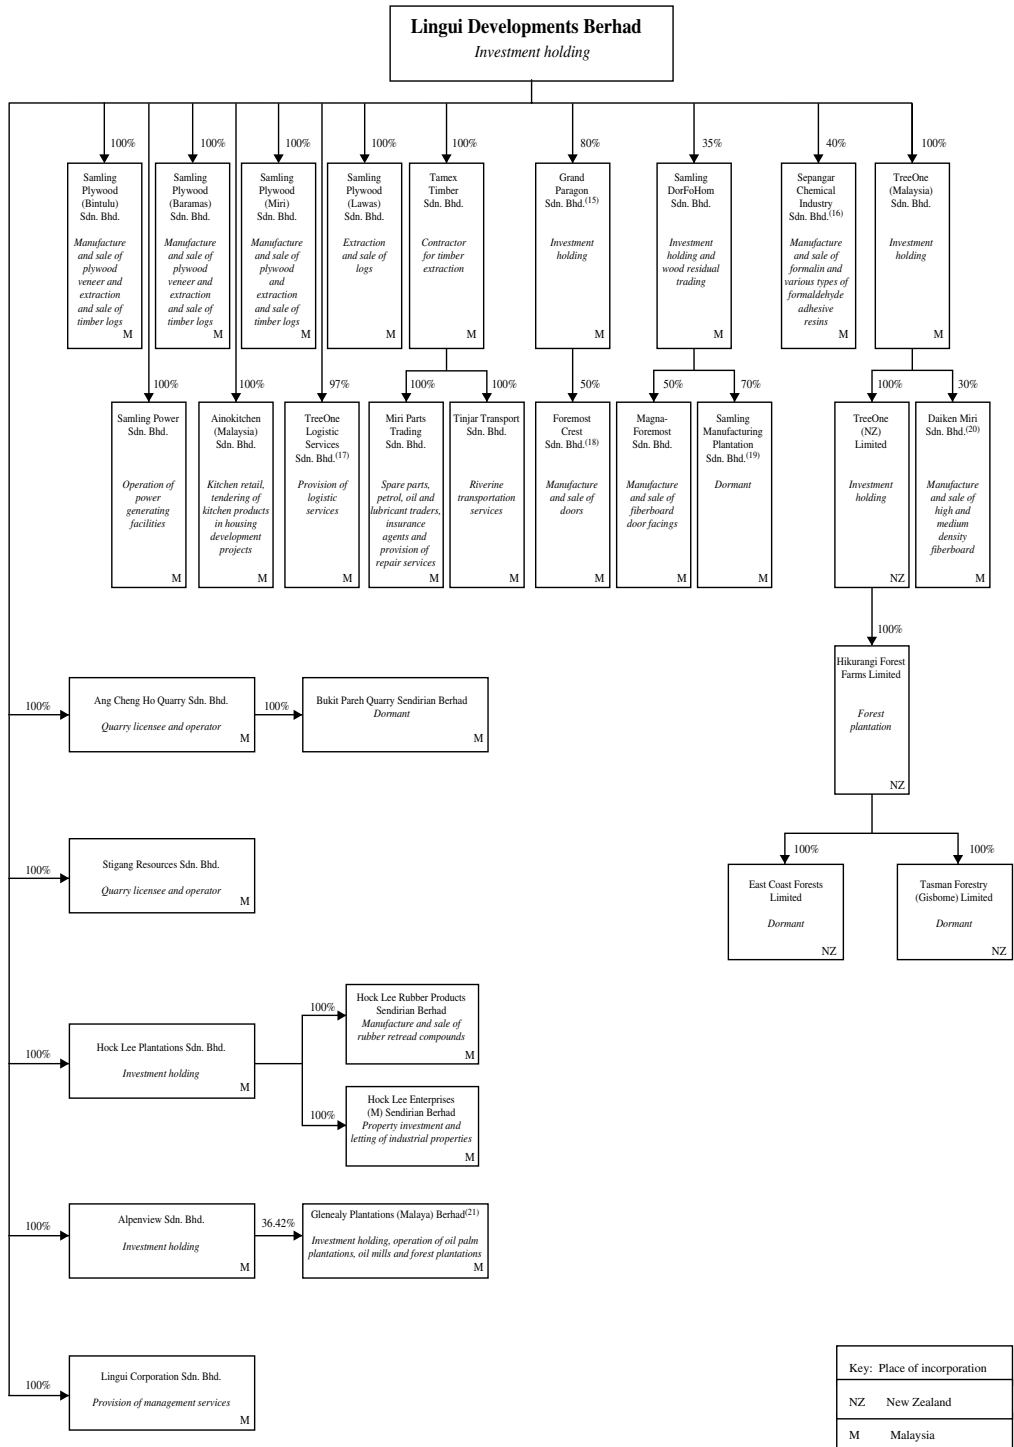 Lingui Developments Berhad
Investment holding
100%
100%
100%
100%
100%
80%
35%
40%
100%
Samling
Plywood
(Bintulu)
Sdn. Bhd.
Manufacture
and sale of
plywood
veneer and
extraction
and sale of
timber logs
M
Samling
Plywood
(Baramas)
Sdn. Bhd.
Manufacture
and sale of
plywood
veneer and
extraction
and sale of
timber logs
M
Samling
Plywood
(Miri)
Sdn. Bhd.
Manufacture
and sale of
plywood
and
extraction
and sale of
timber logs
M
Samling
Plywood
(Lawas)
Sdn. Bhd.
Extraction
and sale of
logs
M
Tamex
Timber
Sdn. Bhd.
Contractor
for timber
extraction
M
Grand
Paragon
Sdn. Bhd.(15)
Investment
holding
M
Samling
DorFoHom
Sdn. Bhd.
Investment
holding and
wood residual
trading
M
Sepangar
Chemical
Industry
Sdn. Bhd.(16)
Manufacture
and sale of
formalin and
various types of
formaldehyde
adhesive
resins
M
TreeOne
(Malaysia)
Sdn. Bhd.
Investment
holding
M
100%
100%
97%
100%
100%
50%
50%
70%
100%
30%
Samling Power
Sdn. Bhd.
Operation of
power
generating
facilities
M
Ainokitchen
(Malaysia)
Sdn. Bhd.
Kitchen retail,
tendering of
kitchen products
in housing
development
projects
M
TreeOne
Logistic
Services
Sdn. Bhd.(17)
Provision of
logistic
services
M
Miri Parts
Trading
Sdn. Bhd.
Spare parts,
petrol, oil and
lubricant traders,
insurance
agents and
provision of
repair services
M
Tinjar Transport
Sdn. Bhd.
Riverine
transportation
services
M
Foremost
Crest
Sdn. Bhd.(18)
Manufacture
and sale of
doors
M
Magna-
Foremost
Sdn. Bhd.
Manufacture
and sale of
fiberboard
door facings
M
Samling
Manufacturing
Plantation
Sdn. Bhd.(19)
Dormant
M
TreeOne
(NZ)
Limited
Investment
holding
NZ
Daiken Miri
Sdn. Bhd.(20)
Manufacture
and sale of
high and
medium
density
fiberboard
M
100%
Hikurangi Forest
Farms Limited
Forest
plantation
NZ
100%
100%
East Coast Forests
Limited
Dormant
NZ
Tasman Forestry
(Gisborne) Limited
Dormant
NZ
100%
Ang Cheng Ho Quarry Sdn. Bhd.
Quarry licensee and operator
M
100%
Bukit Pareh Quarry Sendirian Berhad
Dormant
M
100%
Stigang Resources Sdn. Bhd.
Quarry licensee and operator
M
100%
Hock Lee Plantations Sdn. Bhd.
Investment holding
M
100%
Hock Lee Rubber Products
Sendirian Berhad
Manufacture and sale of
rubber retread compounds
M
100%
Hock Lee Enterprises
(M) Sendirian Berhad
Property investment and
letting of industrial properties
M
100%
Alpenview Sdn. Bhd.
Investment holding
M
36.42%
Glenealy Plantations (Malaya) Berhad(21)
Investment holding, operation of oil palm
plantations, oil mills and forest plantations
M
100%
Lingui Corporation Sdn. Bhd.
Provision of management services
M
Key: Place of incorporation
NZ New Zealand
M Malaysia